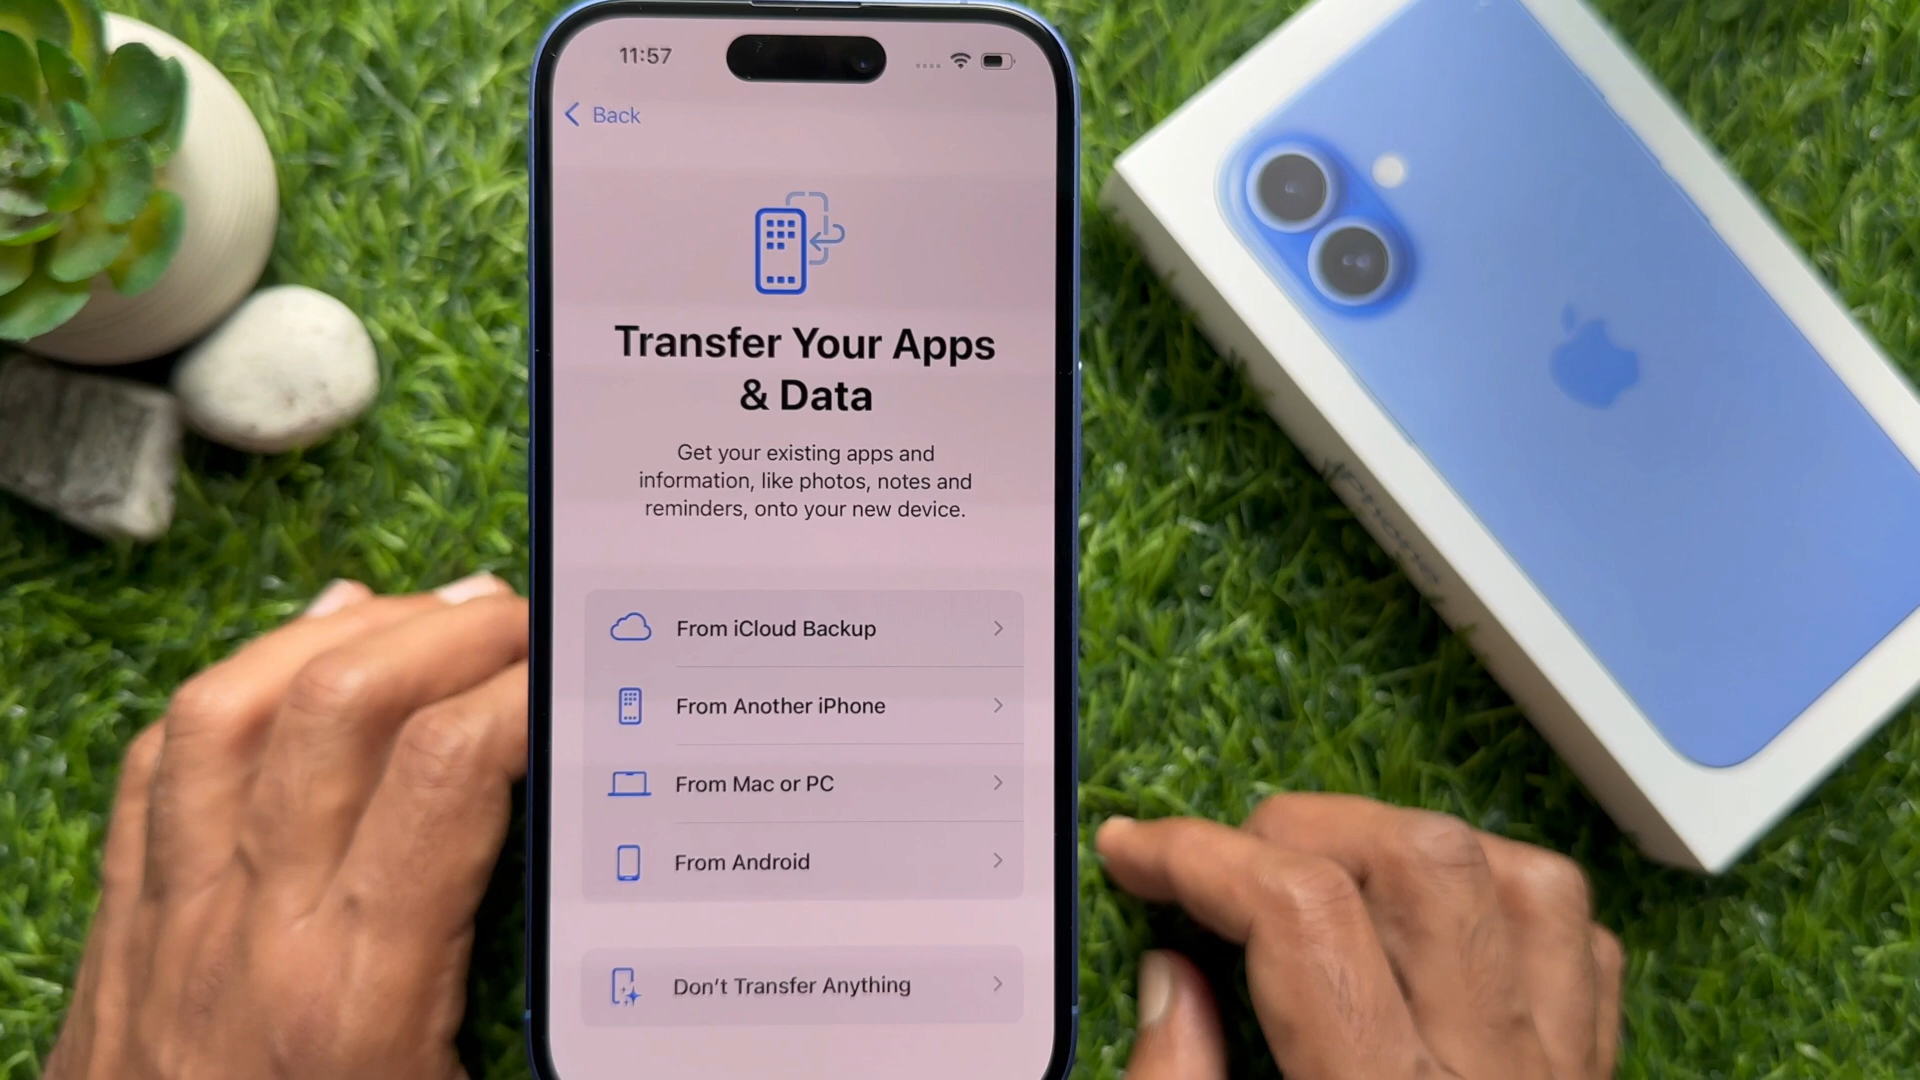 11:57
Back
Transfer Your Apps
& Data
Get your existing apps and
information, like photos, notes and
reminders, onto your new device.
From iCloud Backup
From Another iPhone
From Mac or PC
From Android
Don't Transfer Anything
iPhone